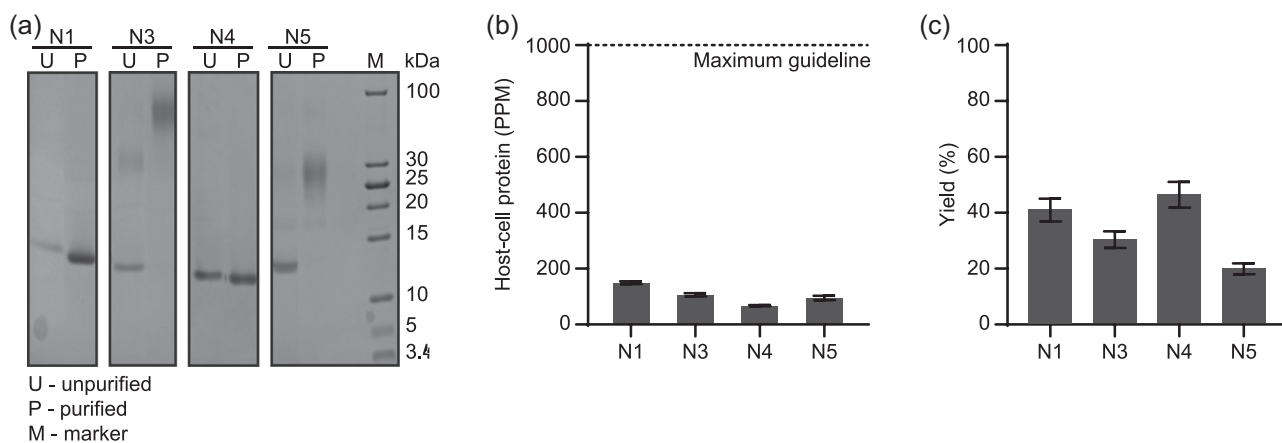 (a)
N1 N3 N4 N5
U P U P U P U P M kDa
100
30
25
20
15
10
5
3.4
U - unpurified
P - purified
M - marker
(b)
Host-cell protein (PPM)
1000
800
600
400
200
0
Maximum guideline
N1 N3 N4 N5
(c)
Yield (%)
100
80
60
40
20
0
N1 N3 N4 N5